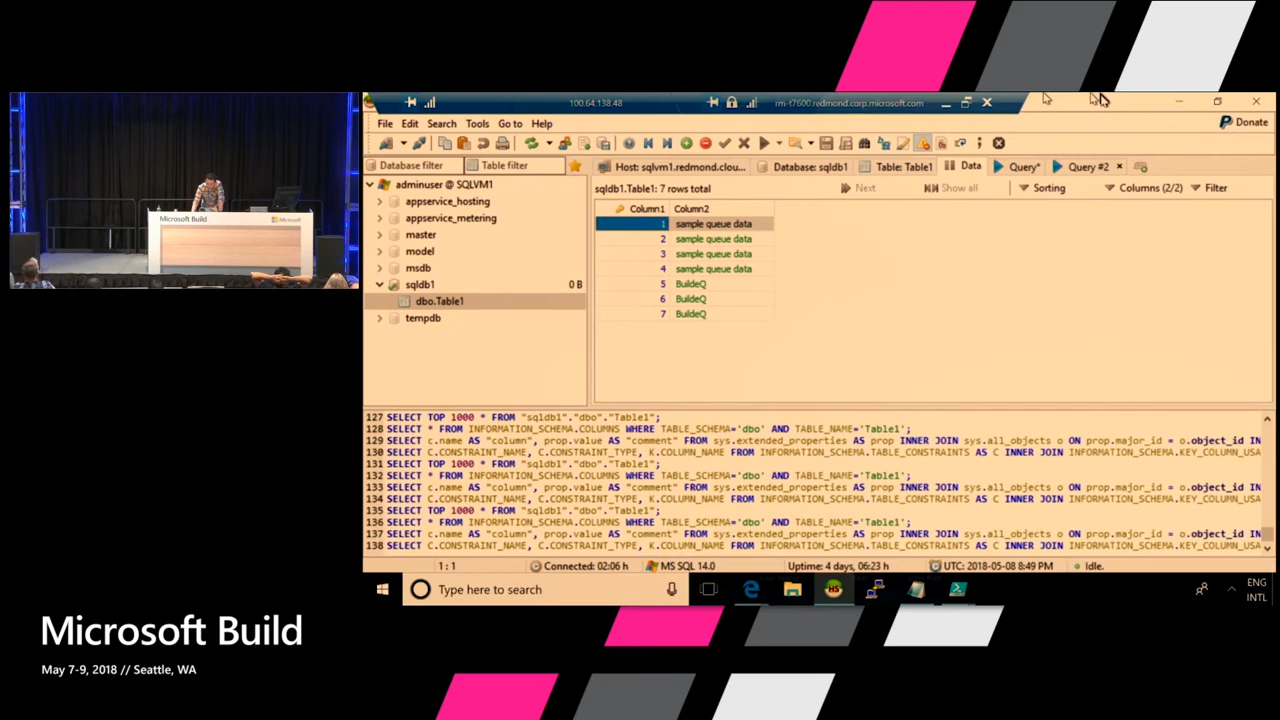 100.64.138.48
rm-t7600.redmond.corp.microsoft.com
File Edit Search Tools Go to Help
Donate
Database filter
Table filter
Host: sqlvm1.redmond.clou...
Database: sqldb1
Table: Table1
Data
Query*
Query #2
adminuser @ SQLVM1
appservice_hosting
appservice_metering
master
model
msdb
sqldb1 0 B
dbo.Table1
tempdb
sqldb1.Table1: 7 rows total
Next
Show all
Sorting
Columns (2/2)
Filter
Column1 Column2
1 sample queue data
2 sample queue data
3 sample queue data
4 sample queue data
5 BuildeQ
6 BuildeQ
7 BuildeQ
127 SELECT TOP 1000 * FROM "sqldb1"."dbo"."Table1";
128 SELECT * FROM INFORMATION_SCHEMA.COLUMNS WHERE TABLE_SCHEMA='dbo' AND TABLE_NAME='Table1';
129 SELECT c.name AS "column", prop.value AS "comment" FROM sys.extended_properties AS prop INNER JOIN sys.all_objects o ON prop.major_id = o.object_id IN
130 SELECT C.CONSTRAINT_NAME, C.CONSTRAINT_TYPE, K.COLUMN_NAME FROM INFORMATION_SCHEMA.TABLE_CONSTRAINTS AS C INNER JOIN INFORMATION_SCHEMA.KEY_COLUMN_USA
131 SELECT TOP 1000 * FROM "sqldb1"."dbo"."Table1";
132 SELECT * FROM INFORMATION_SCHEMA.COLUMNS WHERE TABLE_SCHEMA='dbo' AND TABLE_NAME='Table1';
133 SELECT c.name AS "column", prop.value AS "comment" FROM sys.extended_properties AS prop INNER JOIN sys.all_objects o ON prop.major_id = o.object_id IN
134 SELECT C.CONSTRAINT_NAME, C.CONSTRAINT_TYPE, K.COLUMN_NAME FROM INFORMATION_SCHEMA.TABLE_CONSTRAINTS AS C INNER JOIN INFORMATION_SCHEMA.KEY_COLUMN_USA
135 SELECT TOP 1000 * FROM "sqldb1"."dbo"."Table1";
136 SELECT * FROM INFORMATION_SCHEMA.COLUMNS WHERE TABLE_SCHEMA='dbo' AND TABLE_NAME='Table1';
137 SELECT c.name AS "column", prop.value AS "comment" FROM sys.extended_properties AS prop INNER JOIN sys.all_objects o ON prop.major_id = o.object_id IN
138 SELECT C.CONSTRAINT_NAME, C.CONSTRAINT_TYPE, K.COLUMN_NAME FROM INFORMATION_SCHEMA.TABLE_CONSTRAINTS AS C INNER JOIN INFORMATION_SCHEMA.KEY_COLUMN_USA
1 : 1
Connected: 02:06 h
MS SQL 14.0
Uptime: 4 days, 06:23 h
UTC: 2018-05-08 8:49 PM
Idle.
Type here to search
HS
ENG
INTL
Microsoft Build
Microsoft
Microsoft Build
May 7-9, 2018 // Seattle, WA